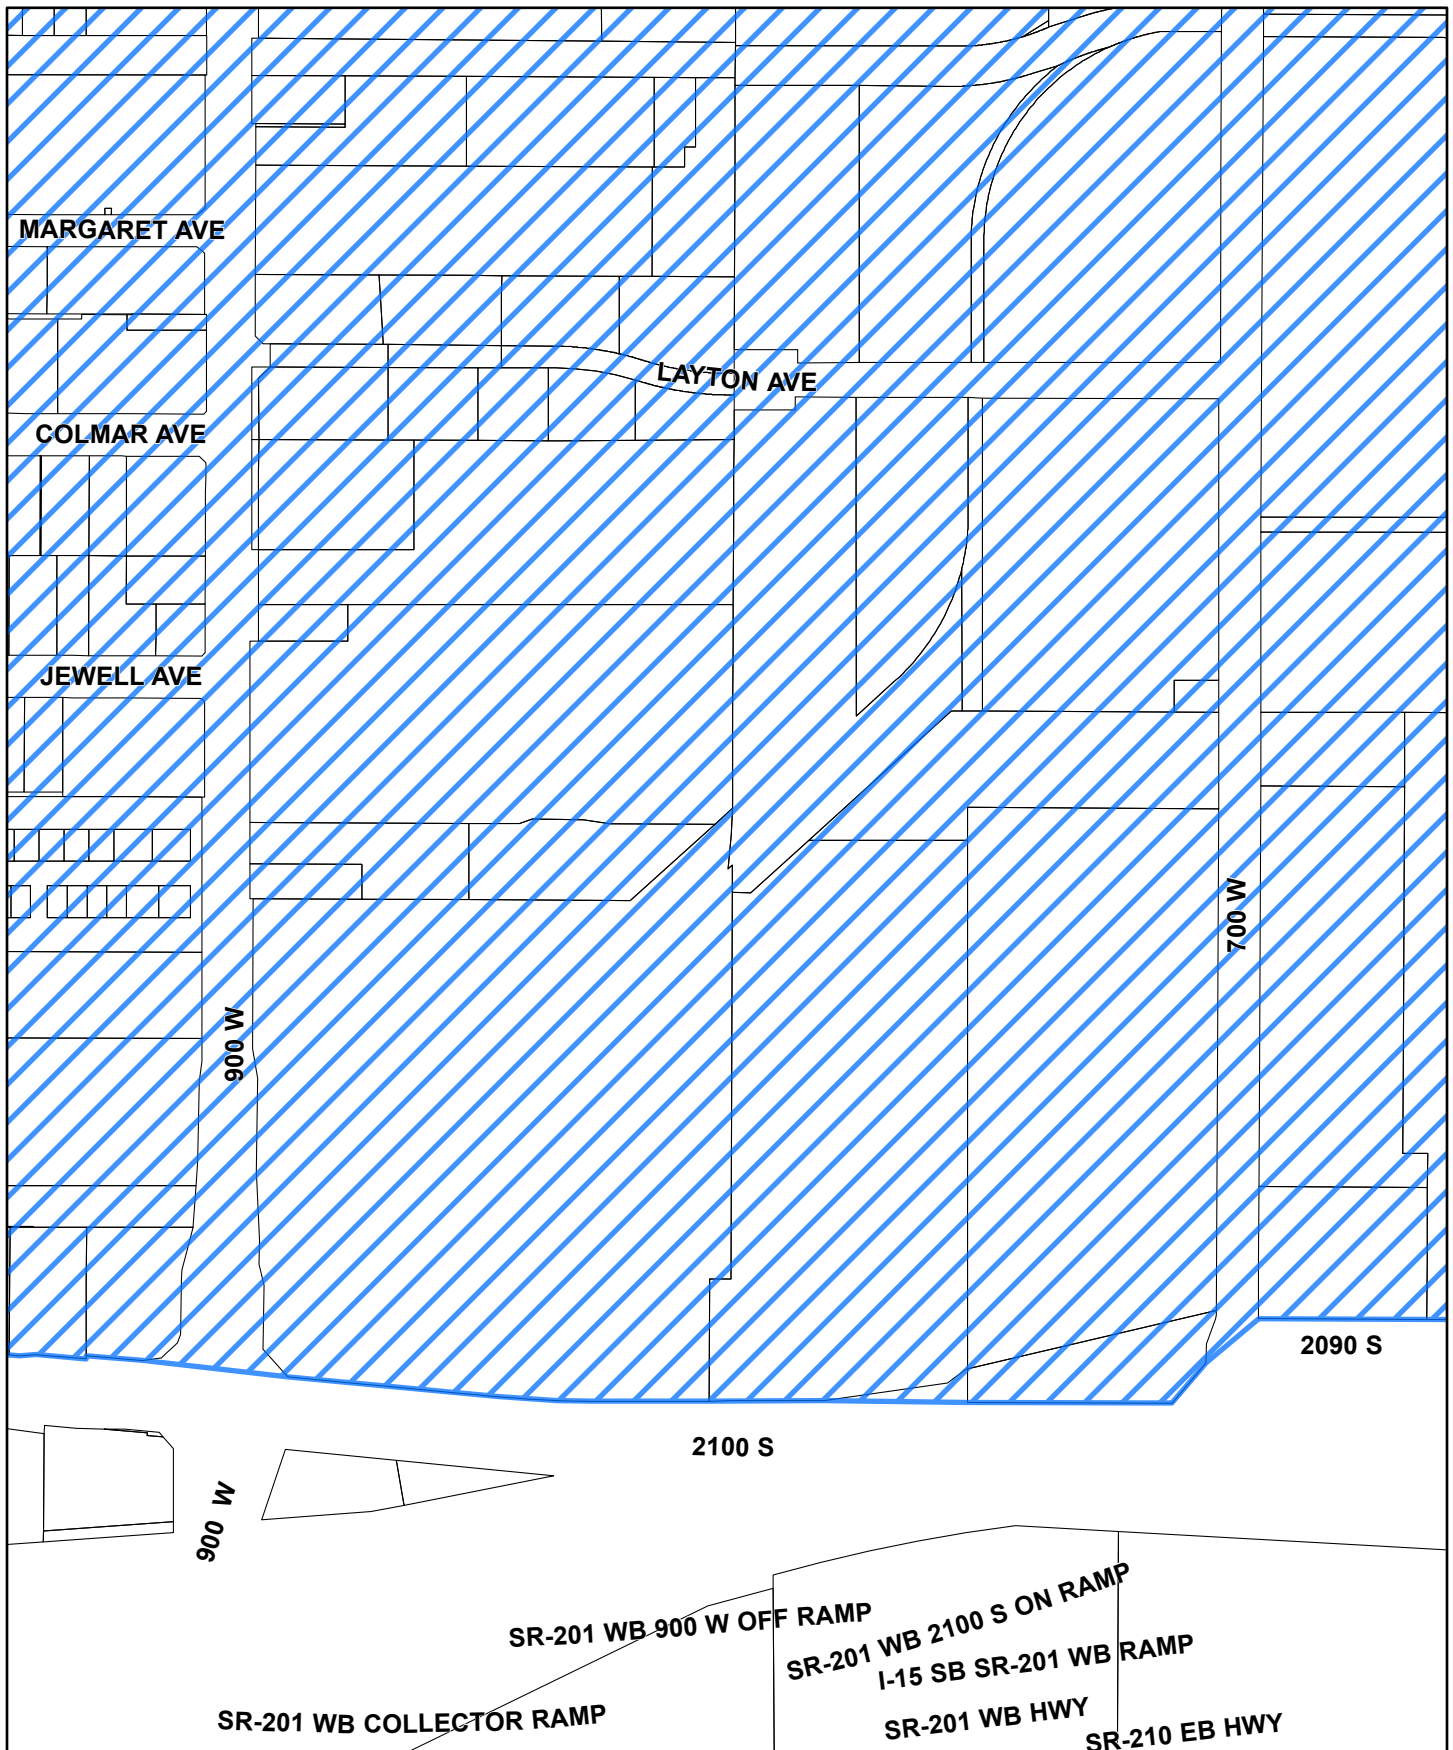 MARGARET AVE
LAYTON AVE
COLMAR AVE
JEWELL AVE
700 W
900 W
2090 S
2100 S
900 W
SR-201 WB 900 W OFF RAMP
SR-201 WB 2100 S ON RAMP
I-15 SB SR-201 WB RAMP
SR-201 WB COLLECTOR RAMP
SR-201 WB HWY
SR-210 EB HWY